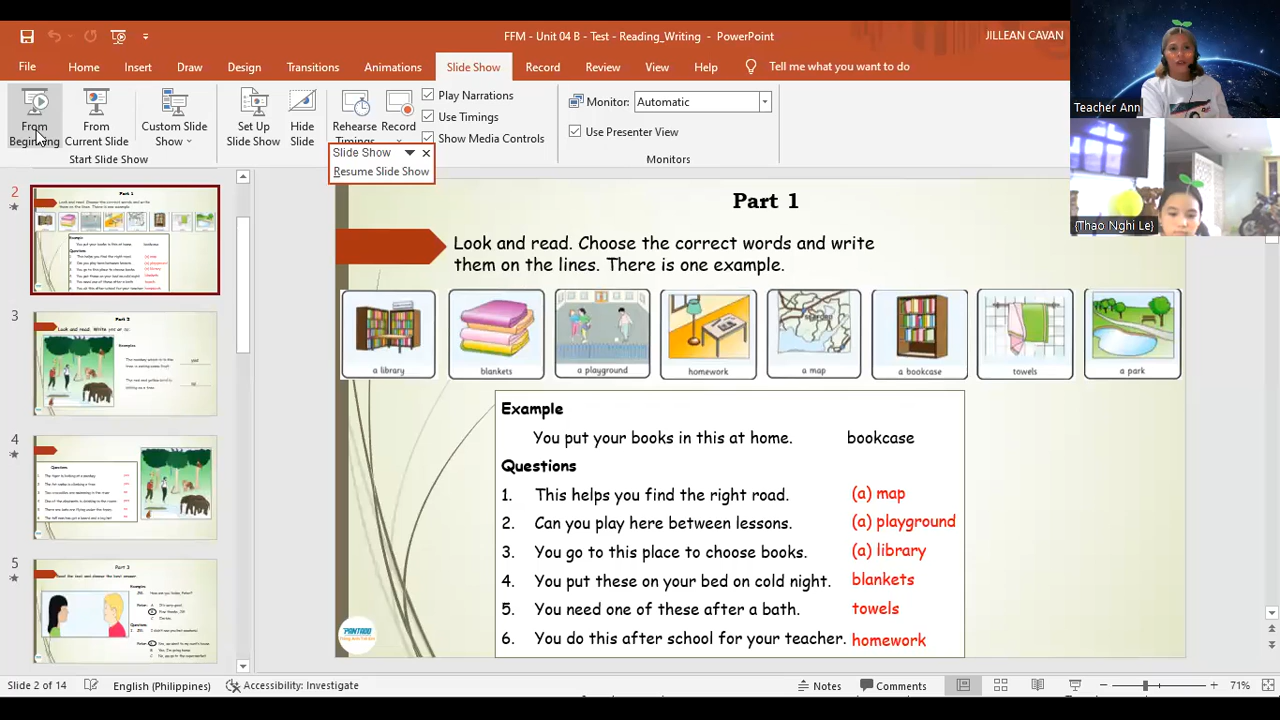 FFM - Unit 04 B - Test - Reading_Writing - PowerPoint
JILLEAN CAVAN
File Home Insert Draw Design Transitions Animations Slide Show Record Review View Help Tell me what you want to do
From Beginning
From Current Slide
Custom Slide Show
Start Slide Show
Set Up Slide Show
Hide Slide
Rehearse Timings
Record
Play Narrations
Use Timings
Show Media Controls
Monitor: Automatic
Use Presenter View
Monitors
Slide Show
Resume Slide Show
Teacher Ann
{Thao Nghi Le}
2
3
4
5
Part 1
Look and read. Choose the correct words and write
them on the lines. There is one example.
a library
blankets
a playground
homework
a map
a bookcase
towels
a park
Example
You put your books in this at home. bookcase
Questions
1. This helps you find the right road. (a) map
2. Can you play here between lessons. (a) playground
3. You go to this place to choose books. (a) library
4. You put these on your bed on cold night. blankets
5. You need one of these after a bath. towels
6. You do this after school for your teacher. homework
PANTADO
Slide 2 of 14 English (Philippines) Accessibility: Investigate Notes Comments 71%